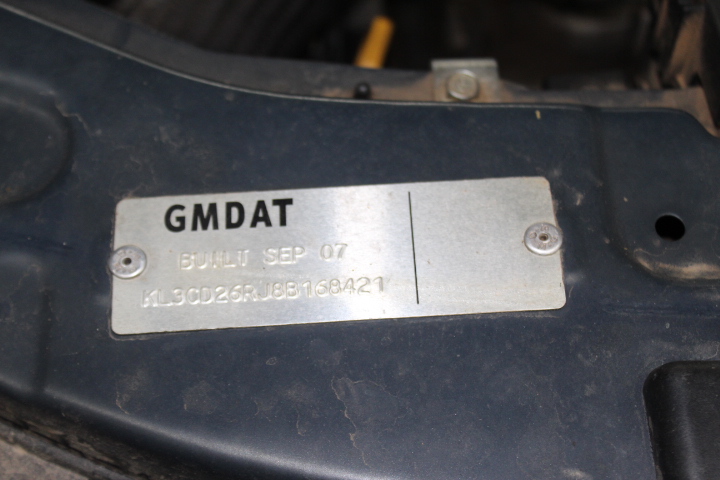 GMDAT
BUILT SEP 07
KL3CD26RJ8B168421